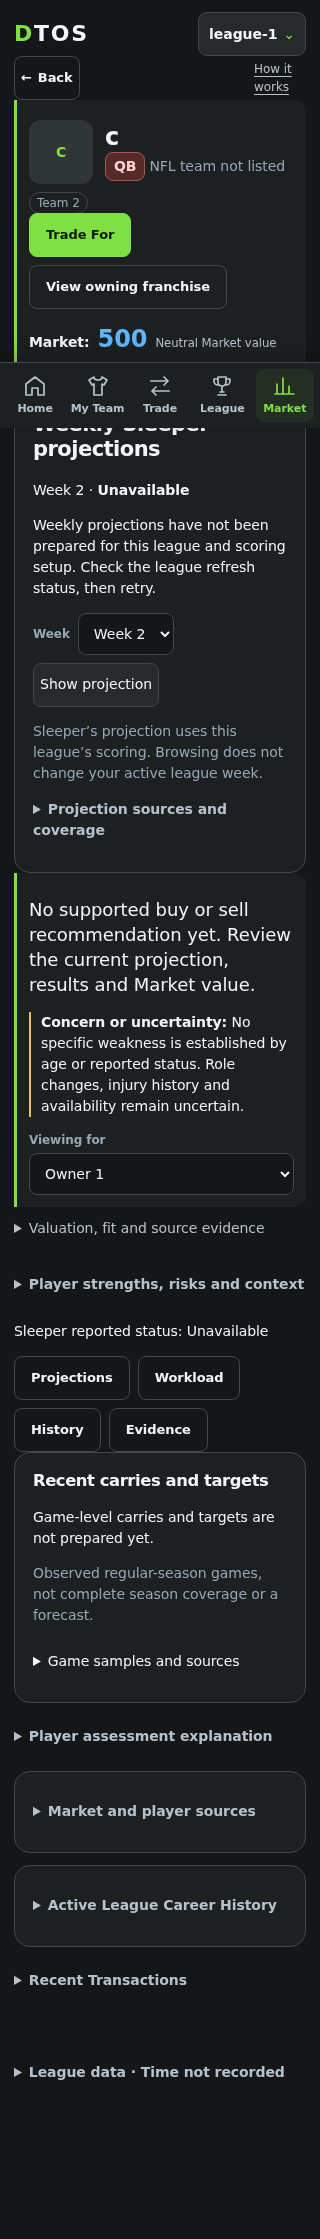 DTOS
league-1
← Back
How it
works
C
c
QB NFL team not listed
Team 2
Trade For
View owning franchise
Market: 500 Neutral Market value
Home My Team Trade League Market
Weekly Sleeper
projections
Week 2 · Unavailable
Weekly projections have not been
prepared for this league and scoring
setup. Check the league refresh
status, then retry.
Week Week 2
Show projection
Sleeper’s projection uses this
league’s scoring. Browsing does not
change your active league week.
▶ Projection sources and
coverage
No supported buy or sell
recommendation yet. Review
the current projection,
results and Market value.
Concern or uncertainty: No
specific weakness is established by
age or reported status. Role
changes, injury history and
availability remain uncertain.
Viewing for
Owner 1
▶ Valuation, fit and source evidence
▶ Player strengths, risks and context
Sleeper reported status: Unavailable
Projections Workload
History Evidence
Recent carries and targets
Game-level carries and targets are
not prepared yet.
Observed regular-season games,
not complete season coverage or a
forecast.
▶ Game samples and sources
▶ Player assessment explanation
▶ Market and player sources
▶ Active League Career History
▶ Recent Transactions
▶ League data · Time not recorded